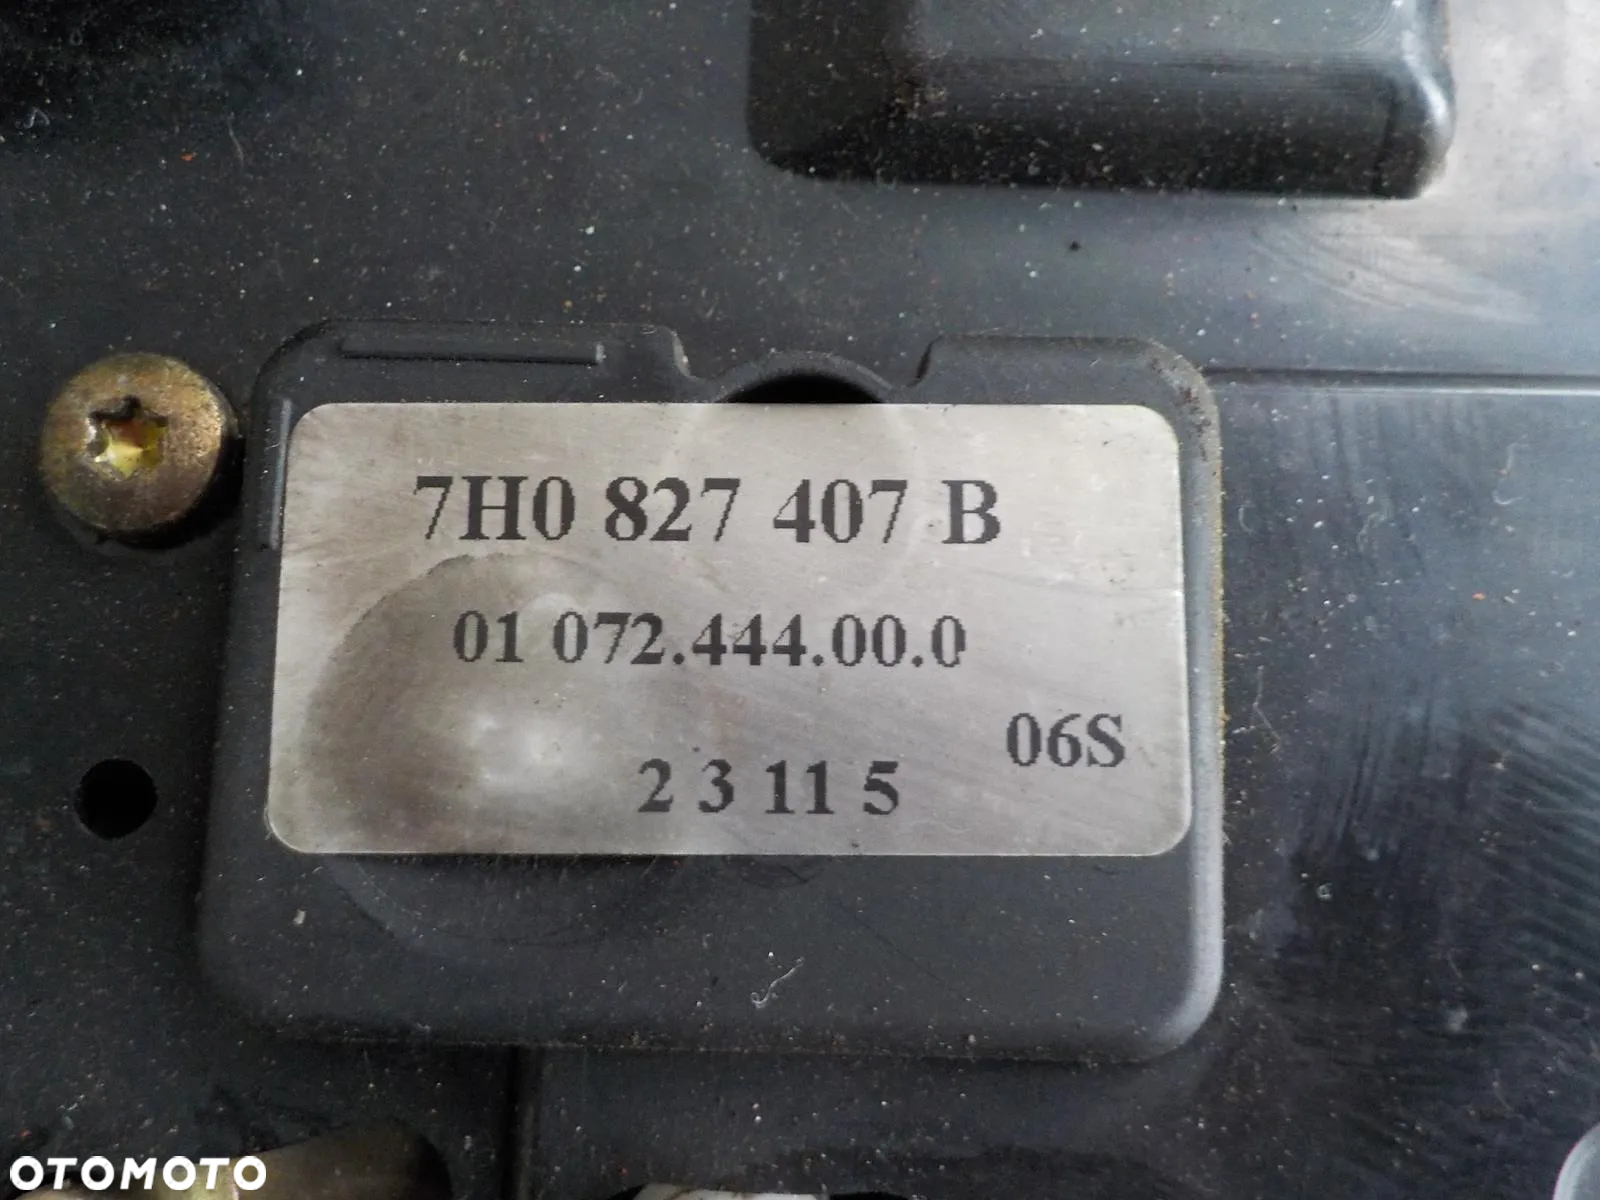 7H0 827 407 B
01 072.444.00.0
06S
2 3 11 5
OTOMOTO